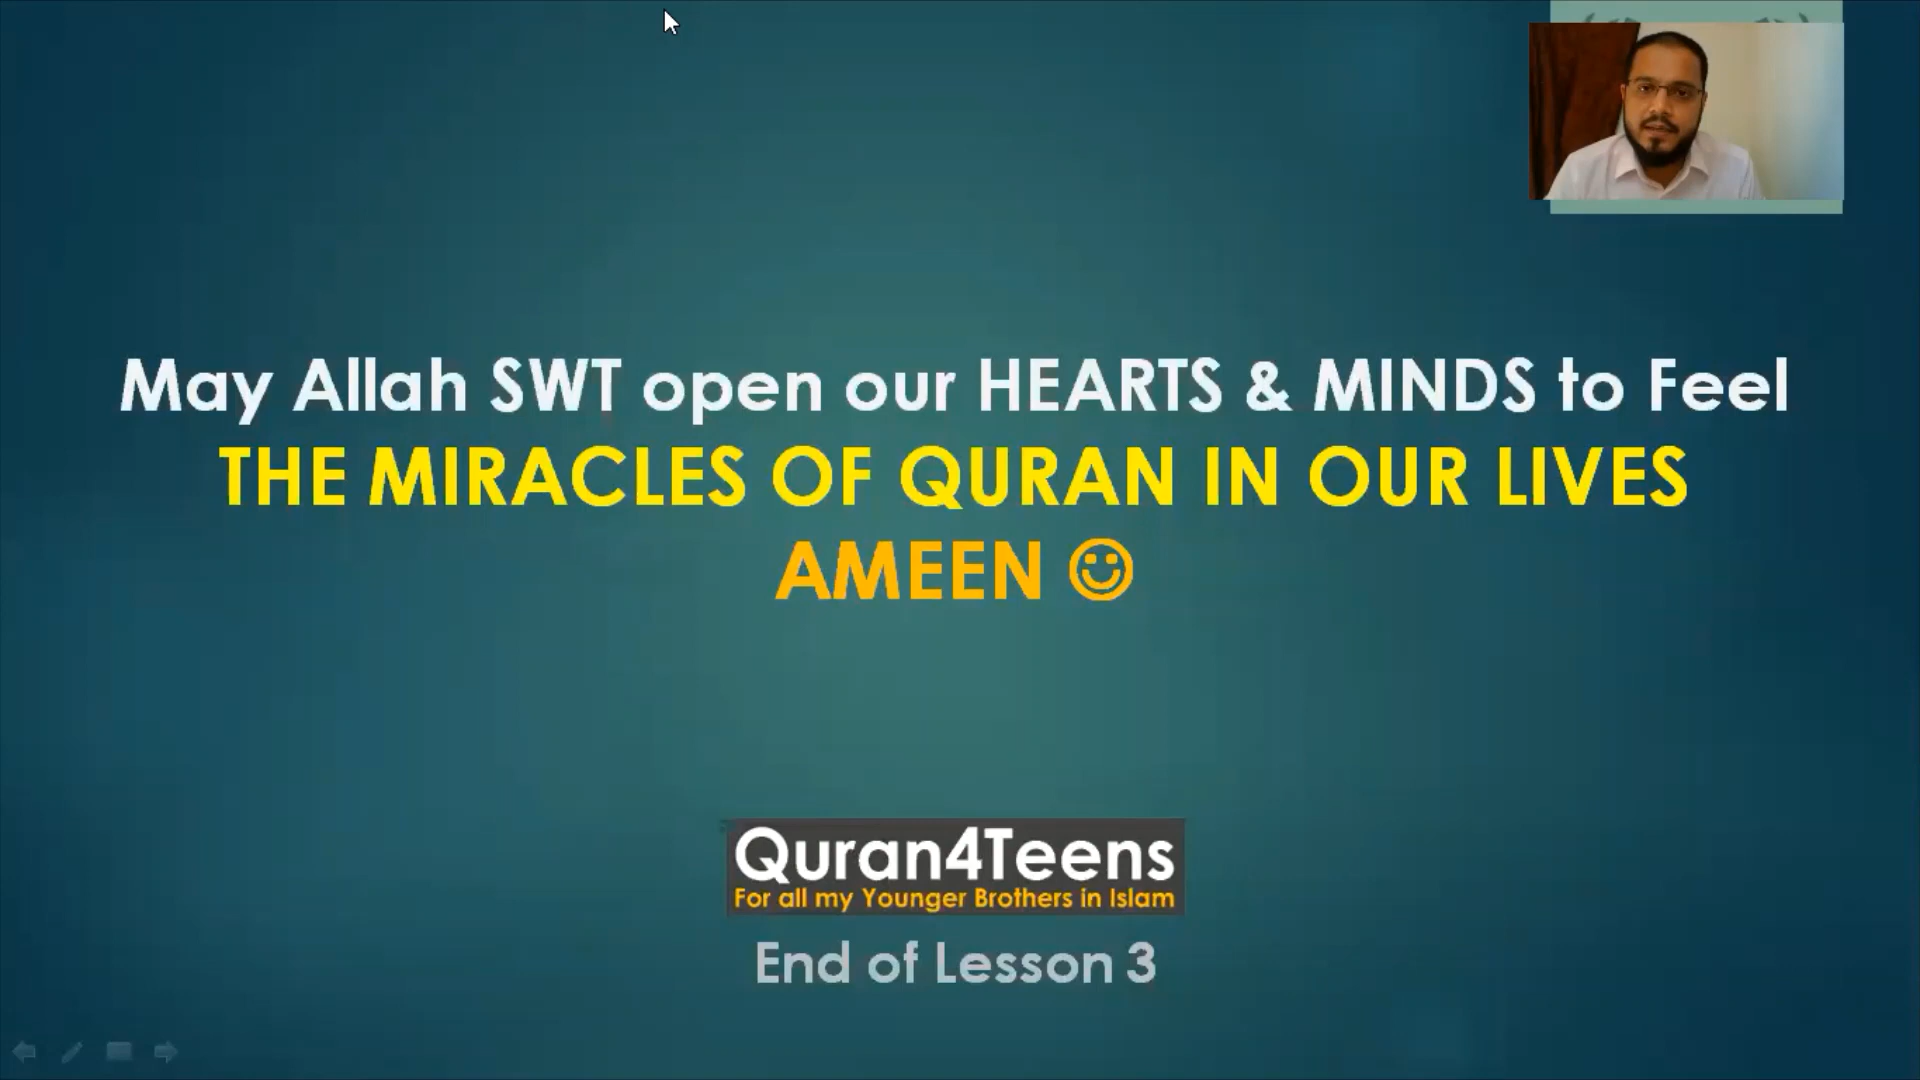 May Allah SWT open our HEARTS & MINDS to Feel
THE MIRACLES OF QURAN IN OUR LIVES
AMEEN ☺
Quran4Teens
For all my Younger Brothers in Islam
End of Lesson 3